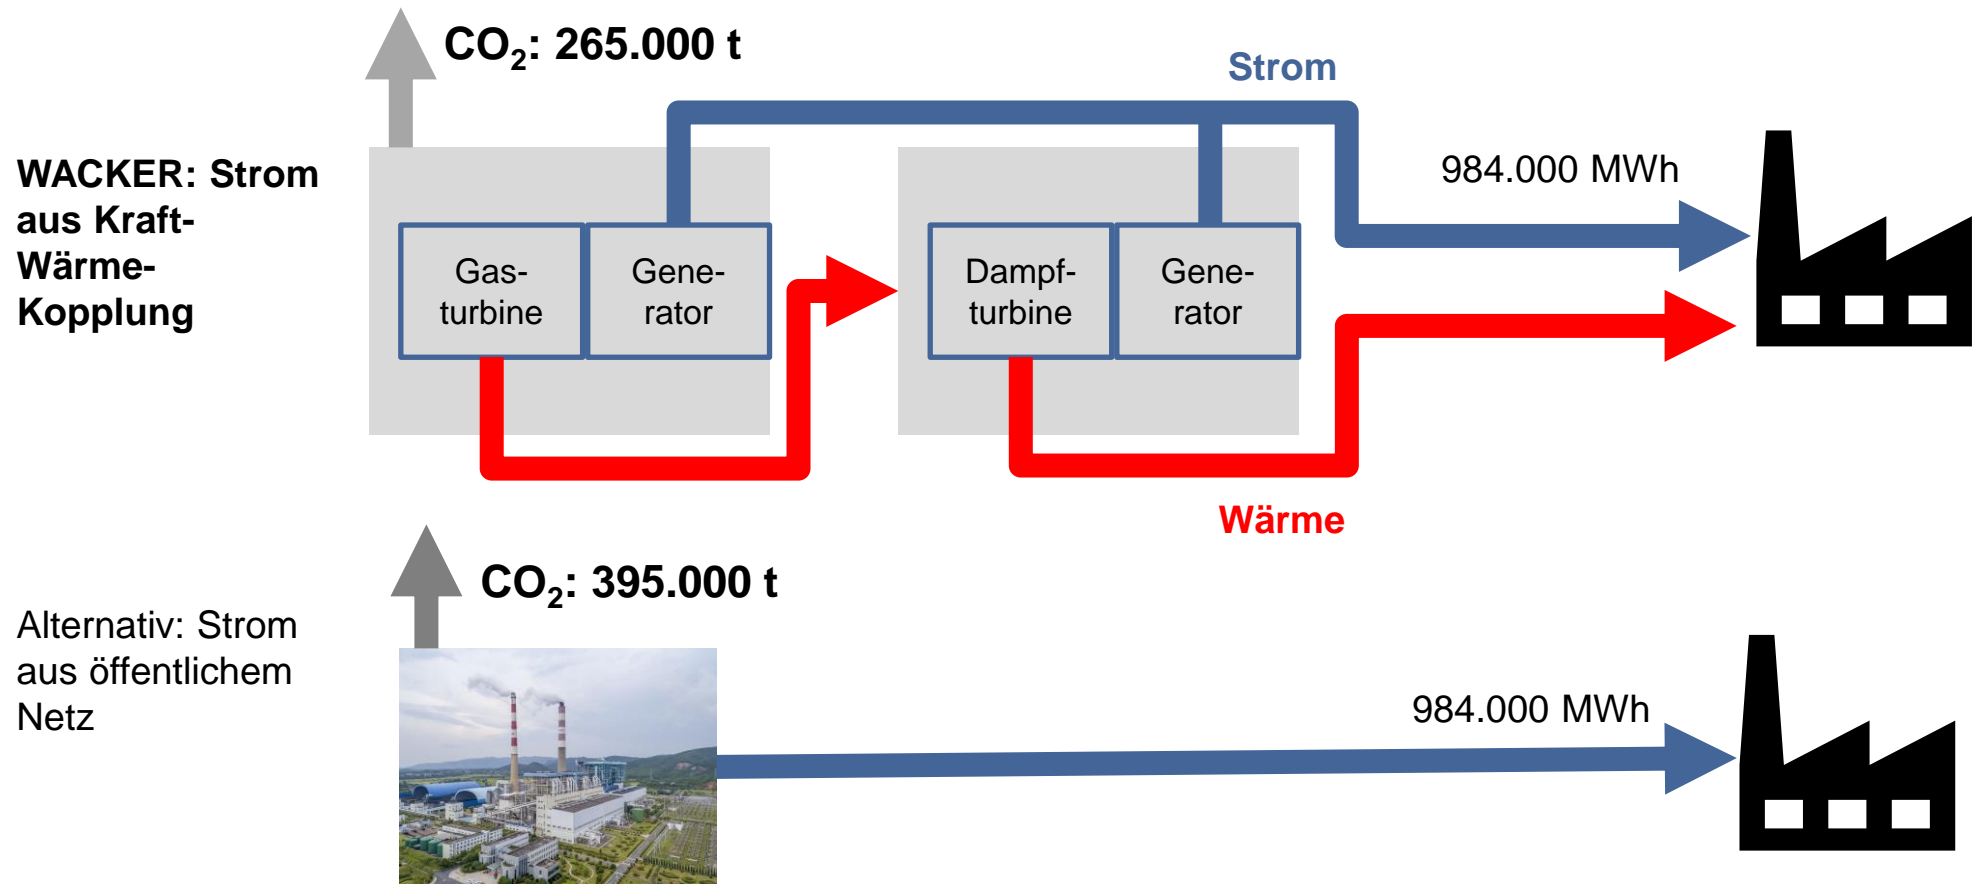 CO₂: 265.000 t
Strom
WACKER: Strom
aus Kraft-
Wärme-
Kopplung
984.000 MWh
Gas-
turbine
Gene-
rator
Dampf-
turbine
Gene-
rator
Wärme
CO₂: 395.000 t
Alternativ: Strom
aus öffentlichem
Netz
984.000 MWh